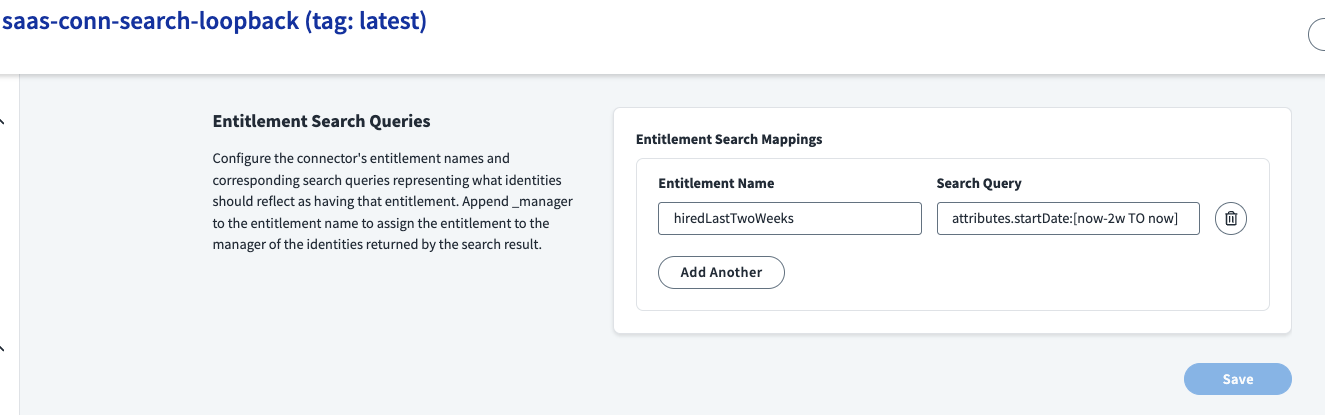 saas-conn-search-loopback (tag: latest)
Entitlement Search Queries
Configure the connector's entitlement names and
corresponding search queries representing what identities
should reflect as having that entitlement. Append _manager
to the entitlement name to assign the entitlement to the
manager of the identities returned by the search result.
Entitlement Search Mappings
Entitlement Name
Search Query
hiredLastTwoWeeks
attributes.startDate:[now-2w TO now]
Add Another
Save